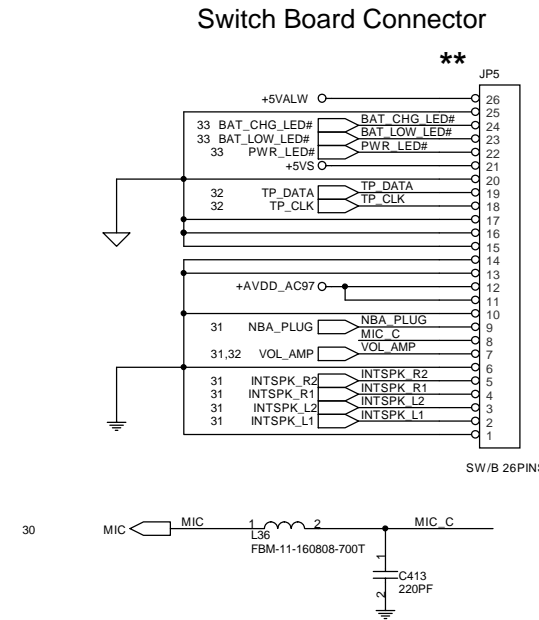 Switch Board Connector
**
JP5
+5VALW 26
25
33 BAT_CHG_LED# BAT_CHG_LED# 24
33 BAT_LOW_LED# BAT_LOW_LED# 23
33 PWR_LED# PWR_LED# 22
+5VS 21
20
32 TP_DATA TP_DATA 19
32 TP_CLK TP_CLK 18
17
16
15
14
13
+AVDD_AC97 12
11
10
31 NBA_PLUG NBA_PLUG 9
MIC_C 8
31,32 VOL_AMP VOL_AMP 7
6
31 INTSPK_R2 INTSPK_R2 5
31 INTSPK_R1 INTSPK_R1 4
31 INTSPK_L2 INTSPK_L2 3
31 INTSPK_L1 INTSPK_L1 2
1
SW/B 26PINS
30 MIC MIC 1 2 MIC_C
L36
FBM-11-160808-700T
1
C413
220PF
2